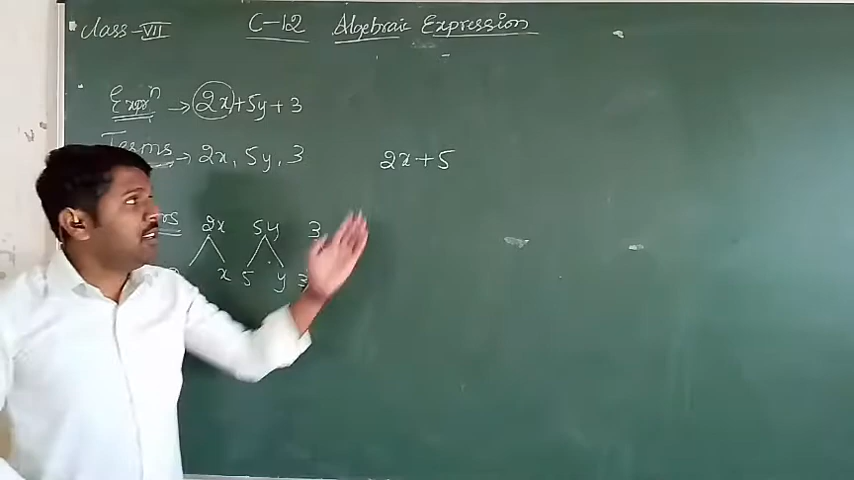 Class-VII C-12 Algebraic Expression
Exprⁿ → 2x+5y+3
Terms → 2x, 5y, 3
2x+5
2x 5y 3
x 5 y 3